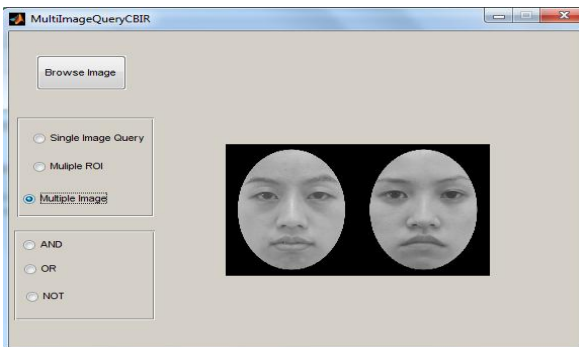 MultiImageQueryCBIR
Browse Image
Single Image Query
Muliple ROI
Multiple Image
AND
OR
NOT